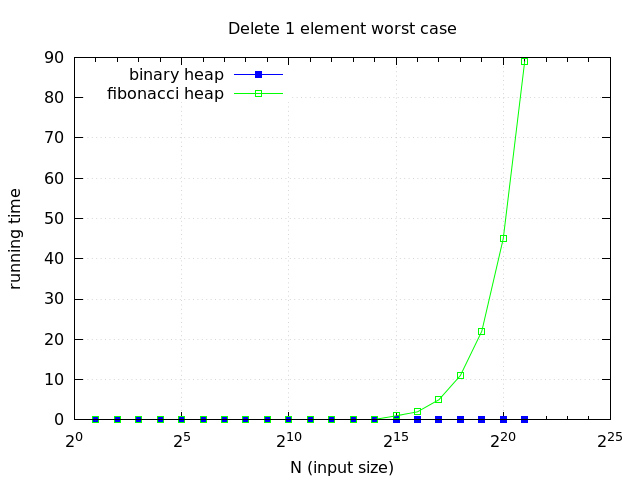 Delete 1 element worst case
binary heap
fibonacci heap
90
80
70
60
50
40
30
20
10
0
running time
2^0 2^5 2^10 2^15 2^20 2^25
N (input size)